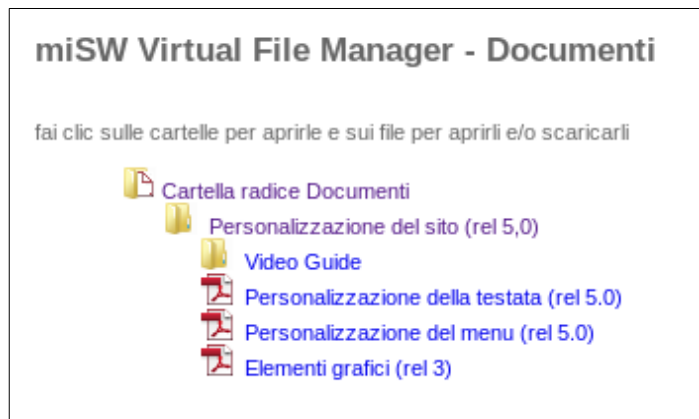 miSW Virtual File Manager - Documenti
fai clic sulle cartelle per aprirle e sui file per aprirli e/o scaricarli
Cartella radice Documenti
Personalizzazione del sito (rel 5,0)
Video Guide
Personalizzazione della testata (rel 5.0)
Personalizzazione del menu (rel 5.0)
Elementi grafici (rel 3)